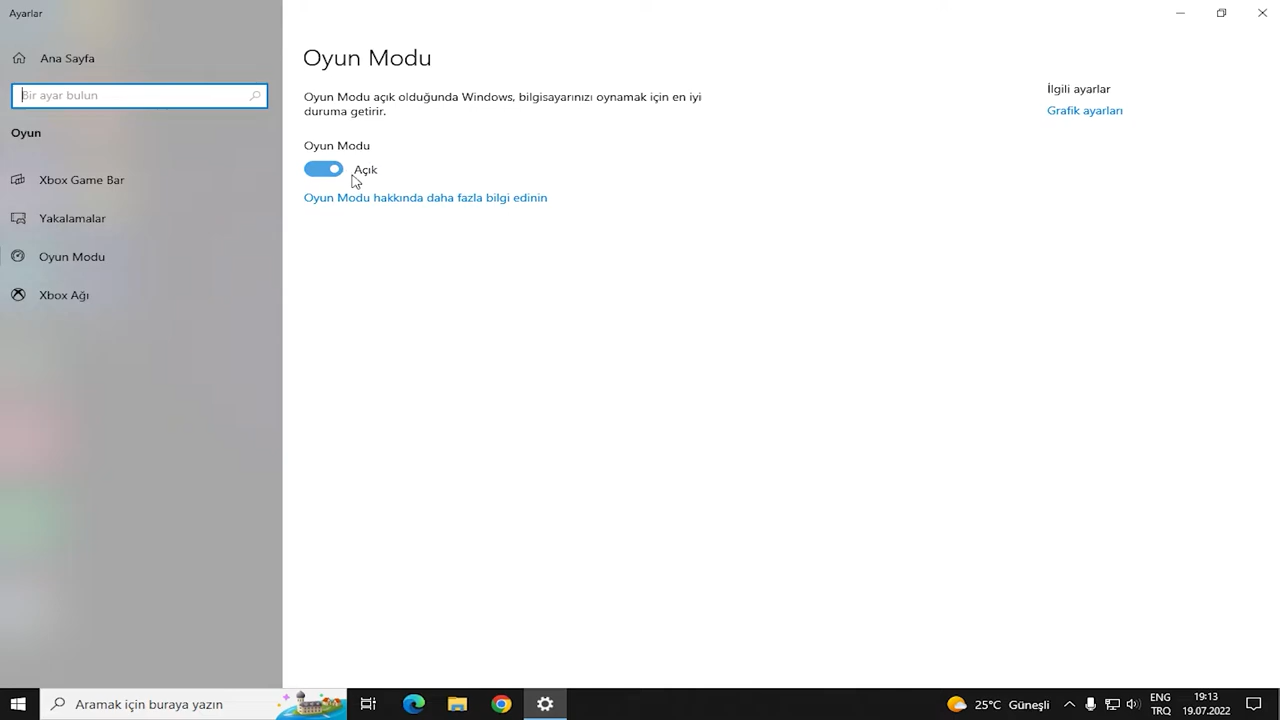 Ayarlar
Ana Sayfa
Bir ayar bulun
Oyun
Xbox Game Bar
Yakalamalar
Oyun Modu
Xbox Ağı
Oyun Modu
Oyun Modu açık olduğunda Windows, bilgisayarınızı oynamak için en iyi
duruma getirir.
Oyun Modu
Açık
Oyun Modu hakkında daha fazla bilgi edinin
İlgili ayarlar
Grafik ayarları
Aramak için buraya yazın
25°C Güneşli
ENG
TRQ
19:13
19.07.2022